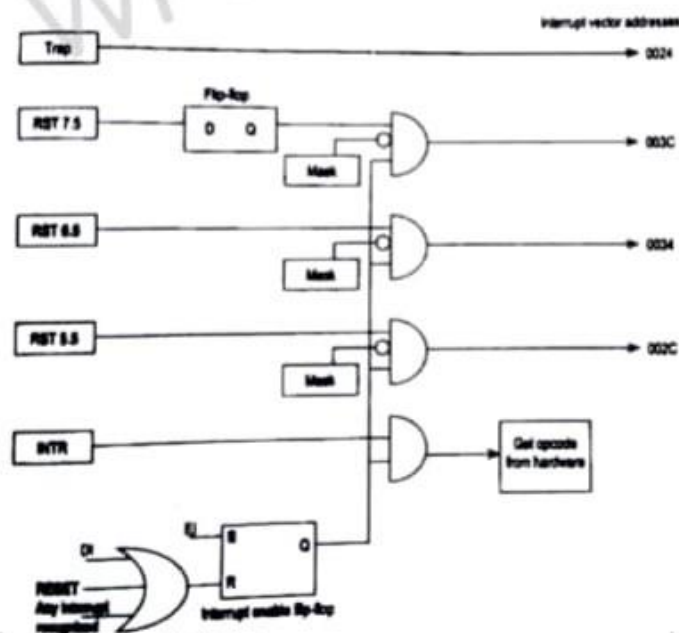 Interrupt vector addresses
Trap
0024
Flip-flop
RST 7.5
D Q
Mask
003C
RST 6.5
Mask
0034
RST 5.5
Mask
002C
INTR
Get opcode
from hardware
EI
S
Q
R
DI
RESET
Any interrupt
recognized
Interrupt enable flip-flop